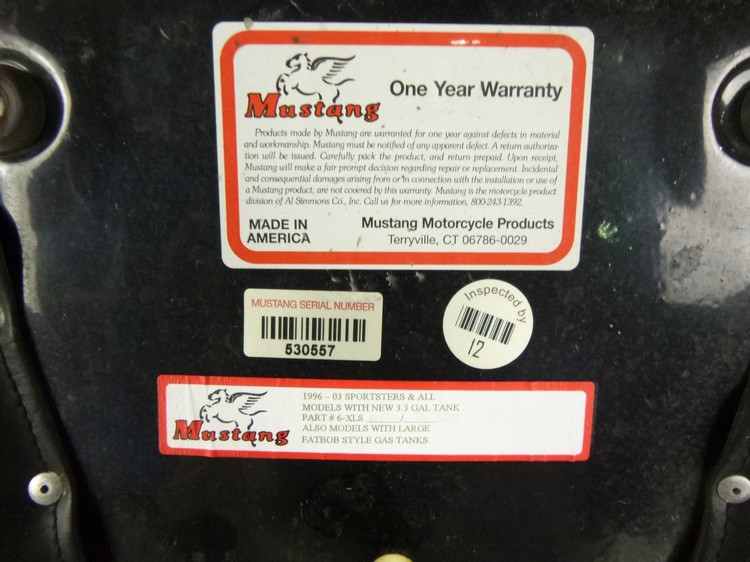 Mustang
One Year Warranty
Products made by Mustang are warranted for one year against defects in material
and workmanship. Mustang must be notified of any apparent defect. A return authoriza-
tion will be issued. Carefully pack the product, and return prepaid. Upon receipt,
Mustang will make a fair prompt decision regarding repair or replacement. Incidental
and consequential damages arising from or in connection with the installation or use of
a Mustang product, are not covered by this warranty. Mustang is the motorcycle product
division of Al Simmons Co., Inc. Call us for more information, 800-243-1392.
MADE IN
AMERICA
Mustang Motorcycle Products
Terryville, CT 06786-0029
MUSTANG SERIAL NUMBER
530557
Inspected by
12
Mustang
1996 – 03 SPORTSTERS & ALL
MODELS WITH NEW 3.3 GAL TANK
PART # 6-XLS ____/____
ALSO MODELS WITH LARGE
FATBOB STYLE GAS TANKS